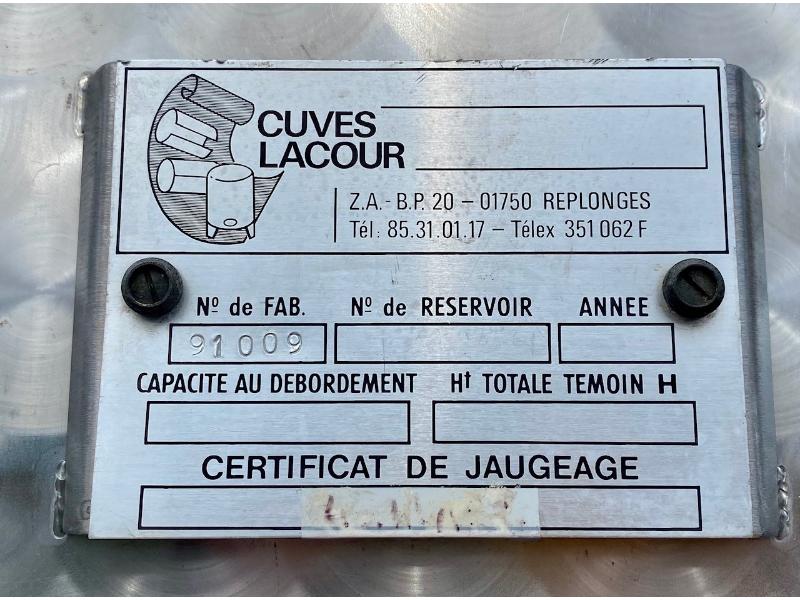 CUVES
LACOUR
Z.A.- B.P. 20 – 01750 REPLONGES
Tél: 85.31.01.17 – Télex 351 062 F
Nº de FAB. Nº de RESERVOIR ANNEE
91009
CAPACITE AU DEBORDEMENT Ht TOTALE TEMOIN H
CERTIFICAT DE JAUGEAGE